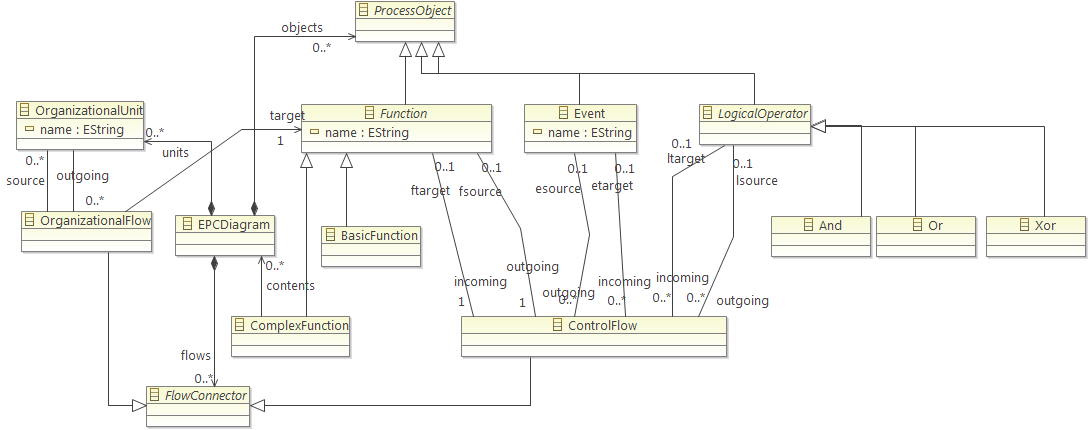 ProcessObject
objects
0..*
OrganizationalUnit
name : EString
0..*
units
target
1
Function
name : EString
Event
name : EString
LogicalOperator
0..*
source
outgoing
0..*
0..1
ftarget
0..1
fsource
0..1
esource
0..1
etarget
0..1
ltarget
0..1
lsource
OrganizationalFlow
EPCDiagram
BasicFunction
And
Or
Xor
0..*
contents
incoming
1
outgoing
1
outgoing
0..*
incoming
0..*
incoming
0..*
0..*
outgoing
ComplexFunction
ControlFlow
flows
0..*
FlowConnector